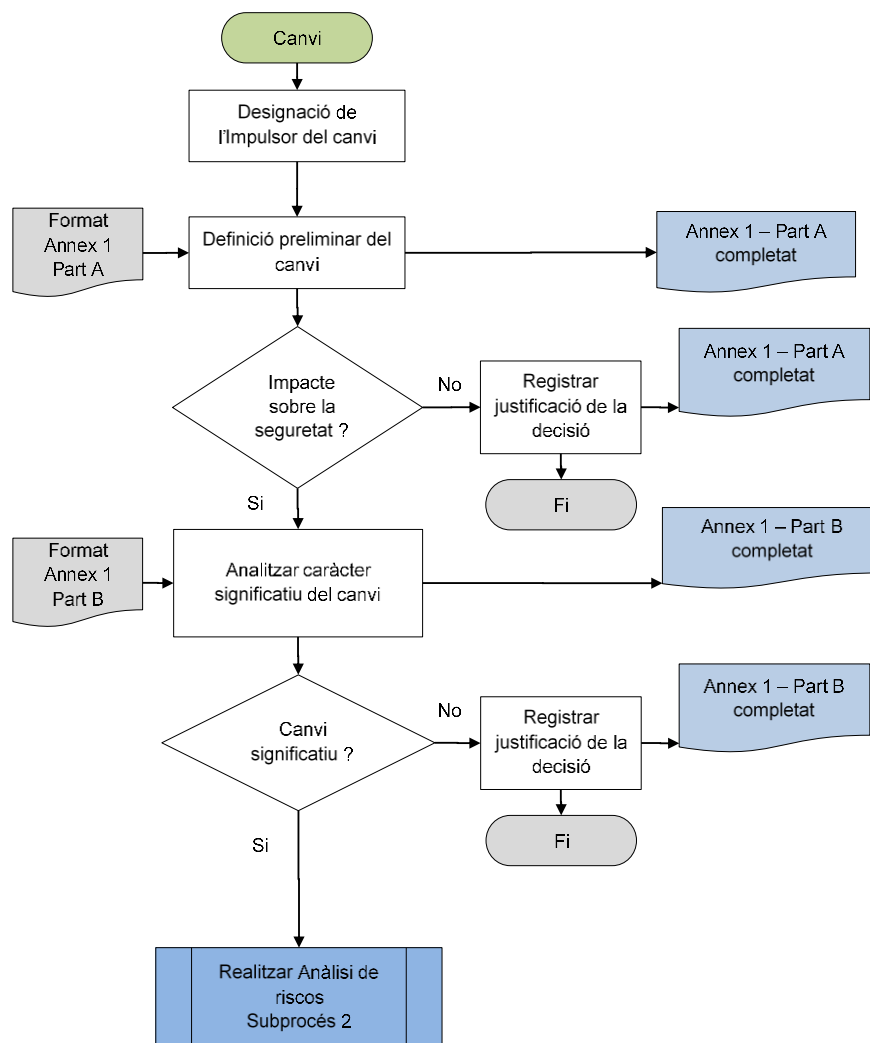 Canvi
Designació de
l'Impulsor del canvi
Format
Annex 1
Part A
Definició preliminar del
canvi
Annex 1 – Part A
completat
Impacte
sobre la
seguretat ?
No
Registrar
justificació de la
decisió
Annex 1 – Part A
completat
Fi
Si
Format
Annex 1
Part B
Analitzar caràcter
significatiu del canvi
Annex 1 – Part B
completat
Canvi
significatiu ?
No
Registrar
justificació de la
decisió
Annex 1 – Part B
completat
Fi
Si
Realitzar Anàlisi de
riscos
Subprocés 2